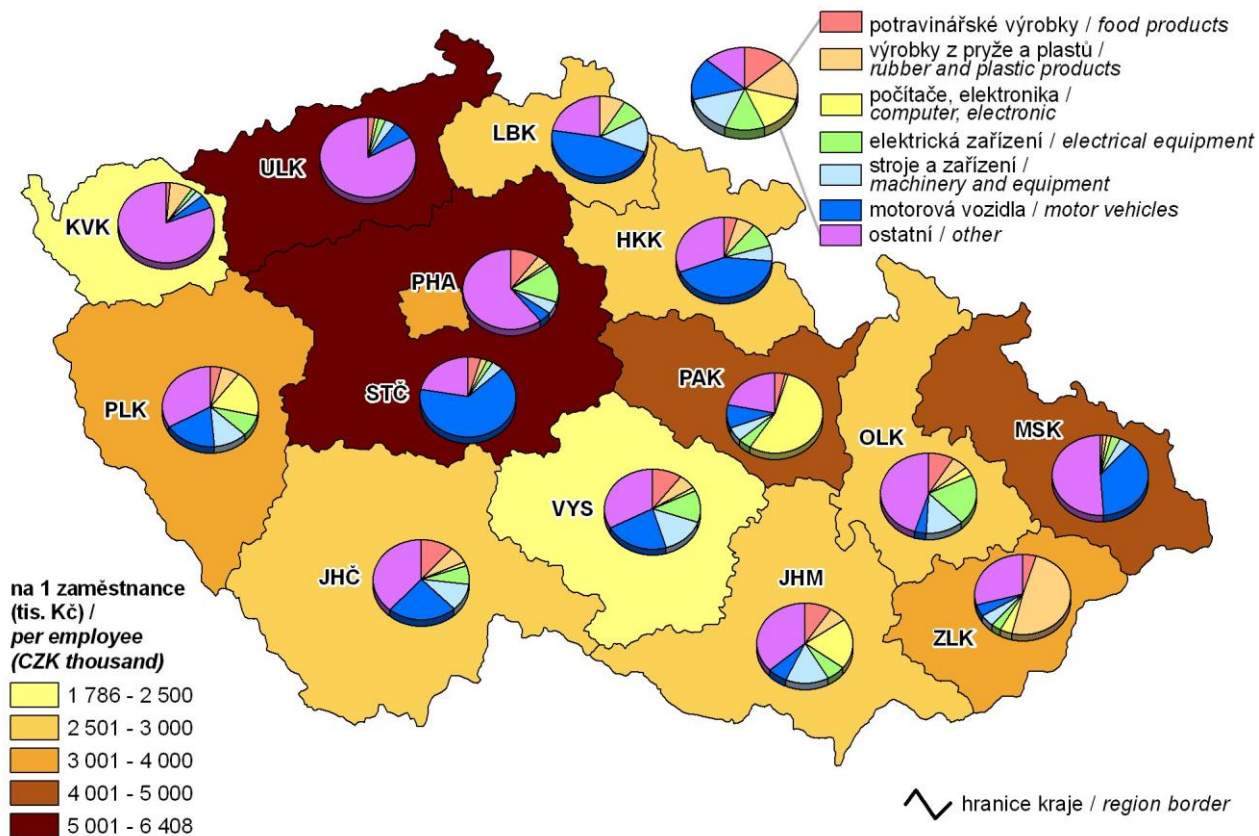 potravinářské výrobky / food products
výrobky z pryže a plastů /
rubber and plastic products
počítače, elektronika /
computer, electronic
elektrická zařízení / electrical equipment
stroje a zařízení /
machinery and equipment
motorová vozidla / motor vehicles
ostatní / other
LBK
ULK
KVK
HKK
PHA
PAK
STČ
PLK
OLK
MSK
VYS
JHČ
JHM
ZLK
na 1 zaměstnance
(tis. Kč) /
per employee
(CZK thousand)
1 786 - 2 500
2 501 - 3 000
3 001 - 4 000
4 001 - 5 000
5 001 - 6 408
hranice kraje / region border